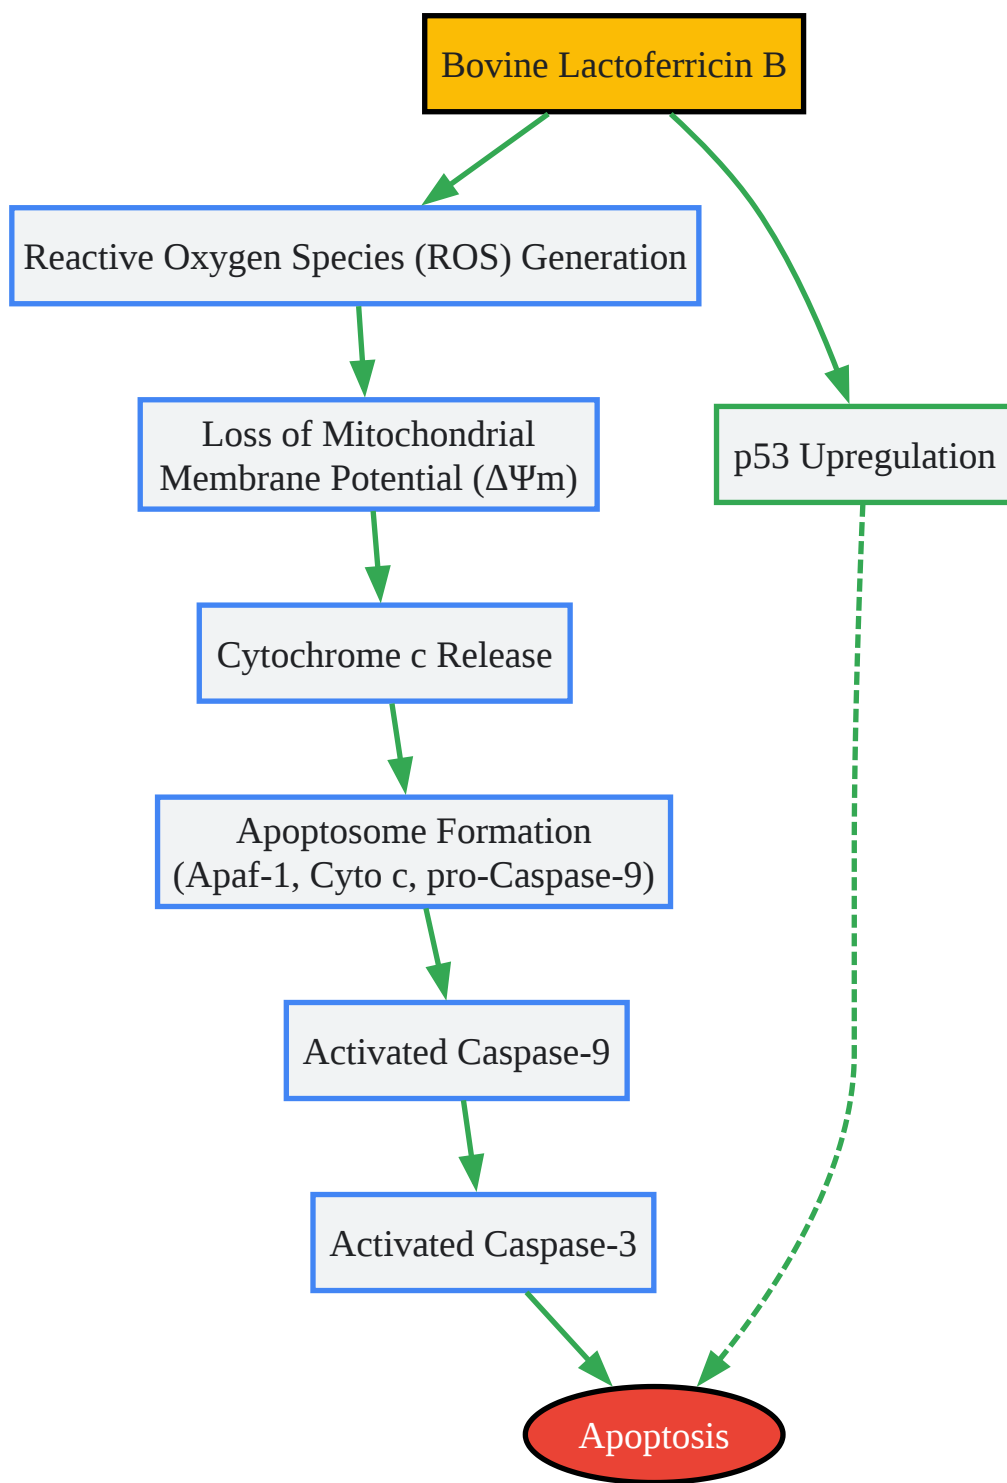 Bovine Lactoferricin B
Reactive Oxygen Species (ROS) Generation
Loss of Mitochondrial
Membrane Potential (ΔΨm)
p53 Upregulation
Cytochrome c Release
Apoptosome Formation
(Apaf-1, Cyto c, pro-Caspase-9)
Activated Caspase-9
Activated Caspase-3
Apoptosis